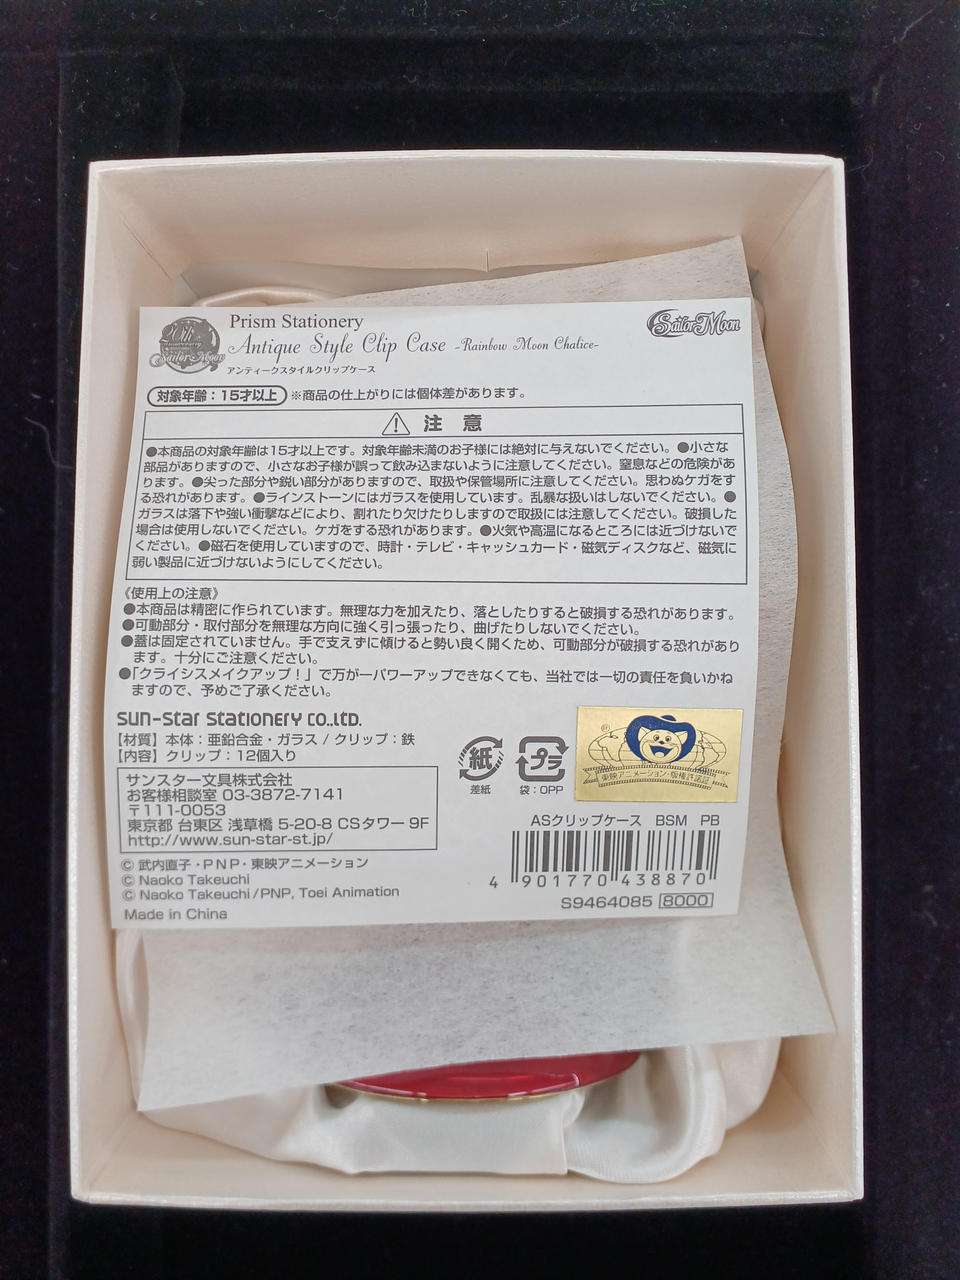 20th
Anniversary
Sailor Moon
Prism Stationery
Antique Style Clip Case -Rainbow Moon Chalice-
アンティークスタイルクリップケース
Sailor Moon
対象年齢：15才以上 ※商品の仕上がりには個体差があります。
注 意
●本商品の対象年齢は15才以上です。対象年齢未満のお子様には絶対に与えないでください。●小さな
部品がありますので、小さなお子様が誤って飲み込まないように注意してください。窒息などの危険があ
ります。●尖った部分や鋭い部分がありますので、取扱や保管場所に注意してください。思わぬケガをす
る恐れがあります。●ラインストーンにはガラスを使用しています。乱暴な扱いはしないでください。●
ガラスは落下や強い衝撃などにより、割れたり欠けたりしますので取扱には注意してください。破損した
場合は使用しないでください。ケガをする恐れがあります。●火気や高温になるところには近づけないで
ください。●磁石を使用していますので、時計・テレビ・キャッシュカード・磁気ディスクなど、磁気に
弱い製品に近づけないようにしてください。
《使用上の注意》
●本商品は精密に作られています。無理な力を加えたり、落としたりすると破損する恐れがあります。
●可動部分・取付部分を無理な方向に強く引っ張ったり、曲げたりしないでください。
●蓋は固定されていません。手で支えずに傾けると勢い良く開くため、可動部分が破損する恐れがあり
ます。十分にご注意ください。
●「クライシスメイクアップ！」で万が一パワーアップできなくても、当社では一切の責任を負いかね
ますので、予めご了承ください。
SUN-STAR STATIONERY CO.,LTD.
【材質】本体：亜鉛合金・ガラス / クリップ：鉄
【内容】クリップ：12個入り
サンスター文具株式会社
お客様相談室 03-3872-7141
〒111-0053
東京都 台東区 浅草橋 5-20-8 CSタワー 9F
http://www.sun-star-st.jp/
紙
差紙
プラ
袋：OPP
®
東映アニメーション・版権許諾証
ASクリップケース BSM PB
4 901770 438870
S9464085 8000
© 武内直子・PNP・東映アニメーション
© Naoko Takeuchi
© Naoko Takeuchi/PNP, Toei Animation
Made in China